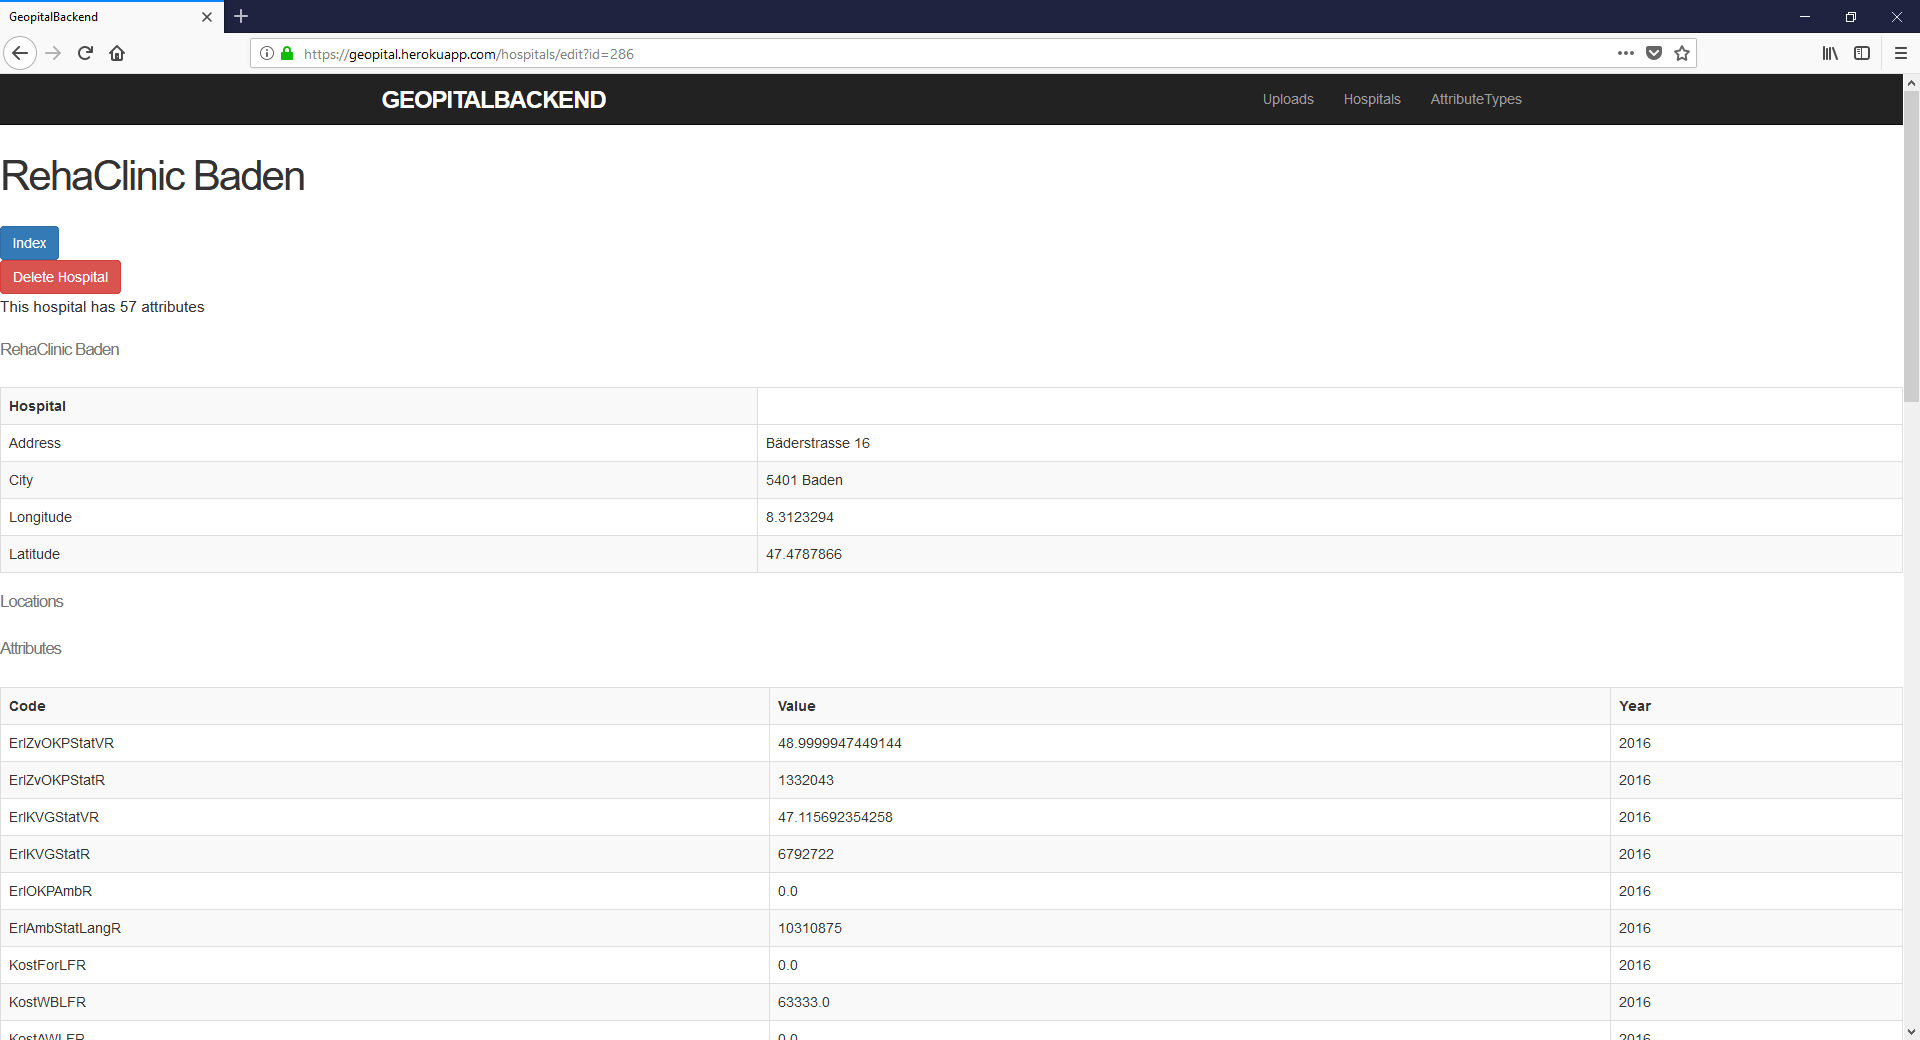 GeopitalBackend
https://geopital.herokuapp.com/hospitals/edit?id=286
GEOPITALBACKEND Uploads Hospitals AttributeTypes
RehaClinic Baden
Index
Delete Hospital
This hospital has 57 attributes
RehaClinic Baden
Hospital
Address Bäderstrasse 16
City 5401 Baden
Longitude 8.3123294
Latitude 47.4787866
Locations
Attributes
Code Value Year
ErlZvOKPStatVR 48.9999947449144 2016
ErlZvOKPStatR 1332043 2016
ErlKVGStatVR 47.115692354258 2016
ErlKVGStatR 6792722 2016
ErlOKPAmbR 0.0 2016
ErlAmbStatLangR 10310875 2016
KostForLFR 0.0 2016
KostWBLFR 63333.0 2016
KostAWLFR 0.0 2016